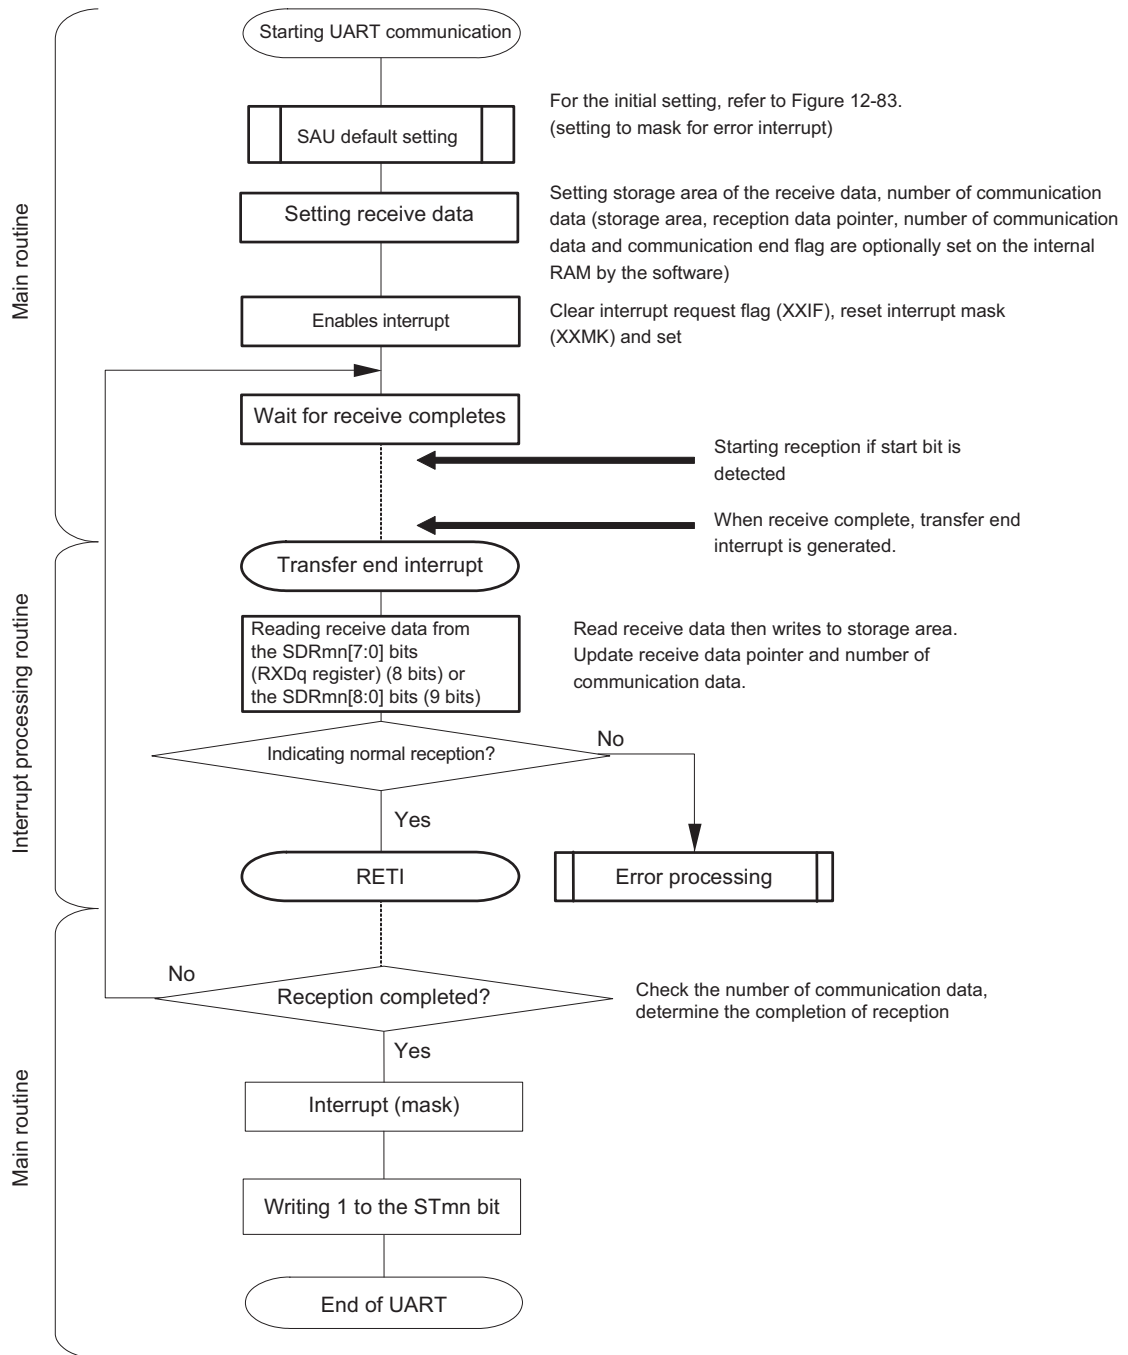 Starting UART communication
For the initial setting, refer to Figure 12-83.
(setting to mask for error interrupt)
SAU default setting
Setting storage area of the receive data, number of communication
data (storage area, reception data pointer, number of communication
data and communication end flag are optionally set on the internal
RAM by the software)
Setting receive data
Main routine
Clear interrupt request flag (XXIF), reset interrupt mask
(XXMK) and set
Enables interrupt
Wait for receive completes
Starting reception if start bit is
detected
When receive complete, transfer end
interrupt is generated.
Transfer end interrupt
Reading receive data from
the SDRmn[7:0] bits
(RXDq register) (8 bits) or
the SDRmn[8:0] bits (9 bits)
Read receive data then writes to storage area.
Update receive data pointer and number of
communication data.
Interrupt processing routine
Indicating normal reception?
No
Yes
RETI
Error processing
No
Reception completed?
Check the number of communication data,
determine the completion of reception
Yes
Main routine
Interrupt (mask)
Writing 1 to the STmn bit
End of UART